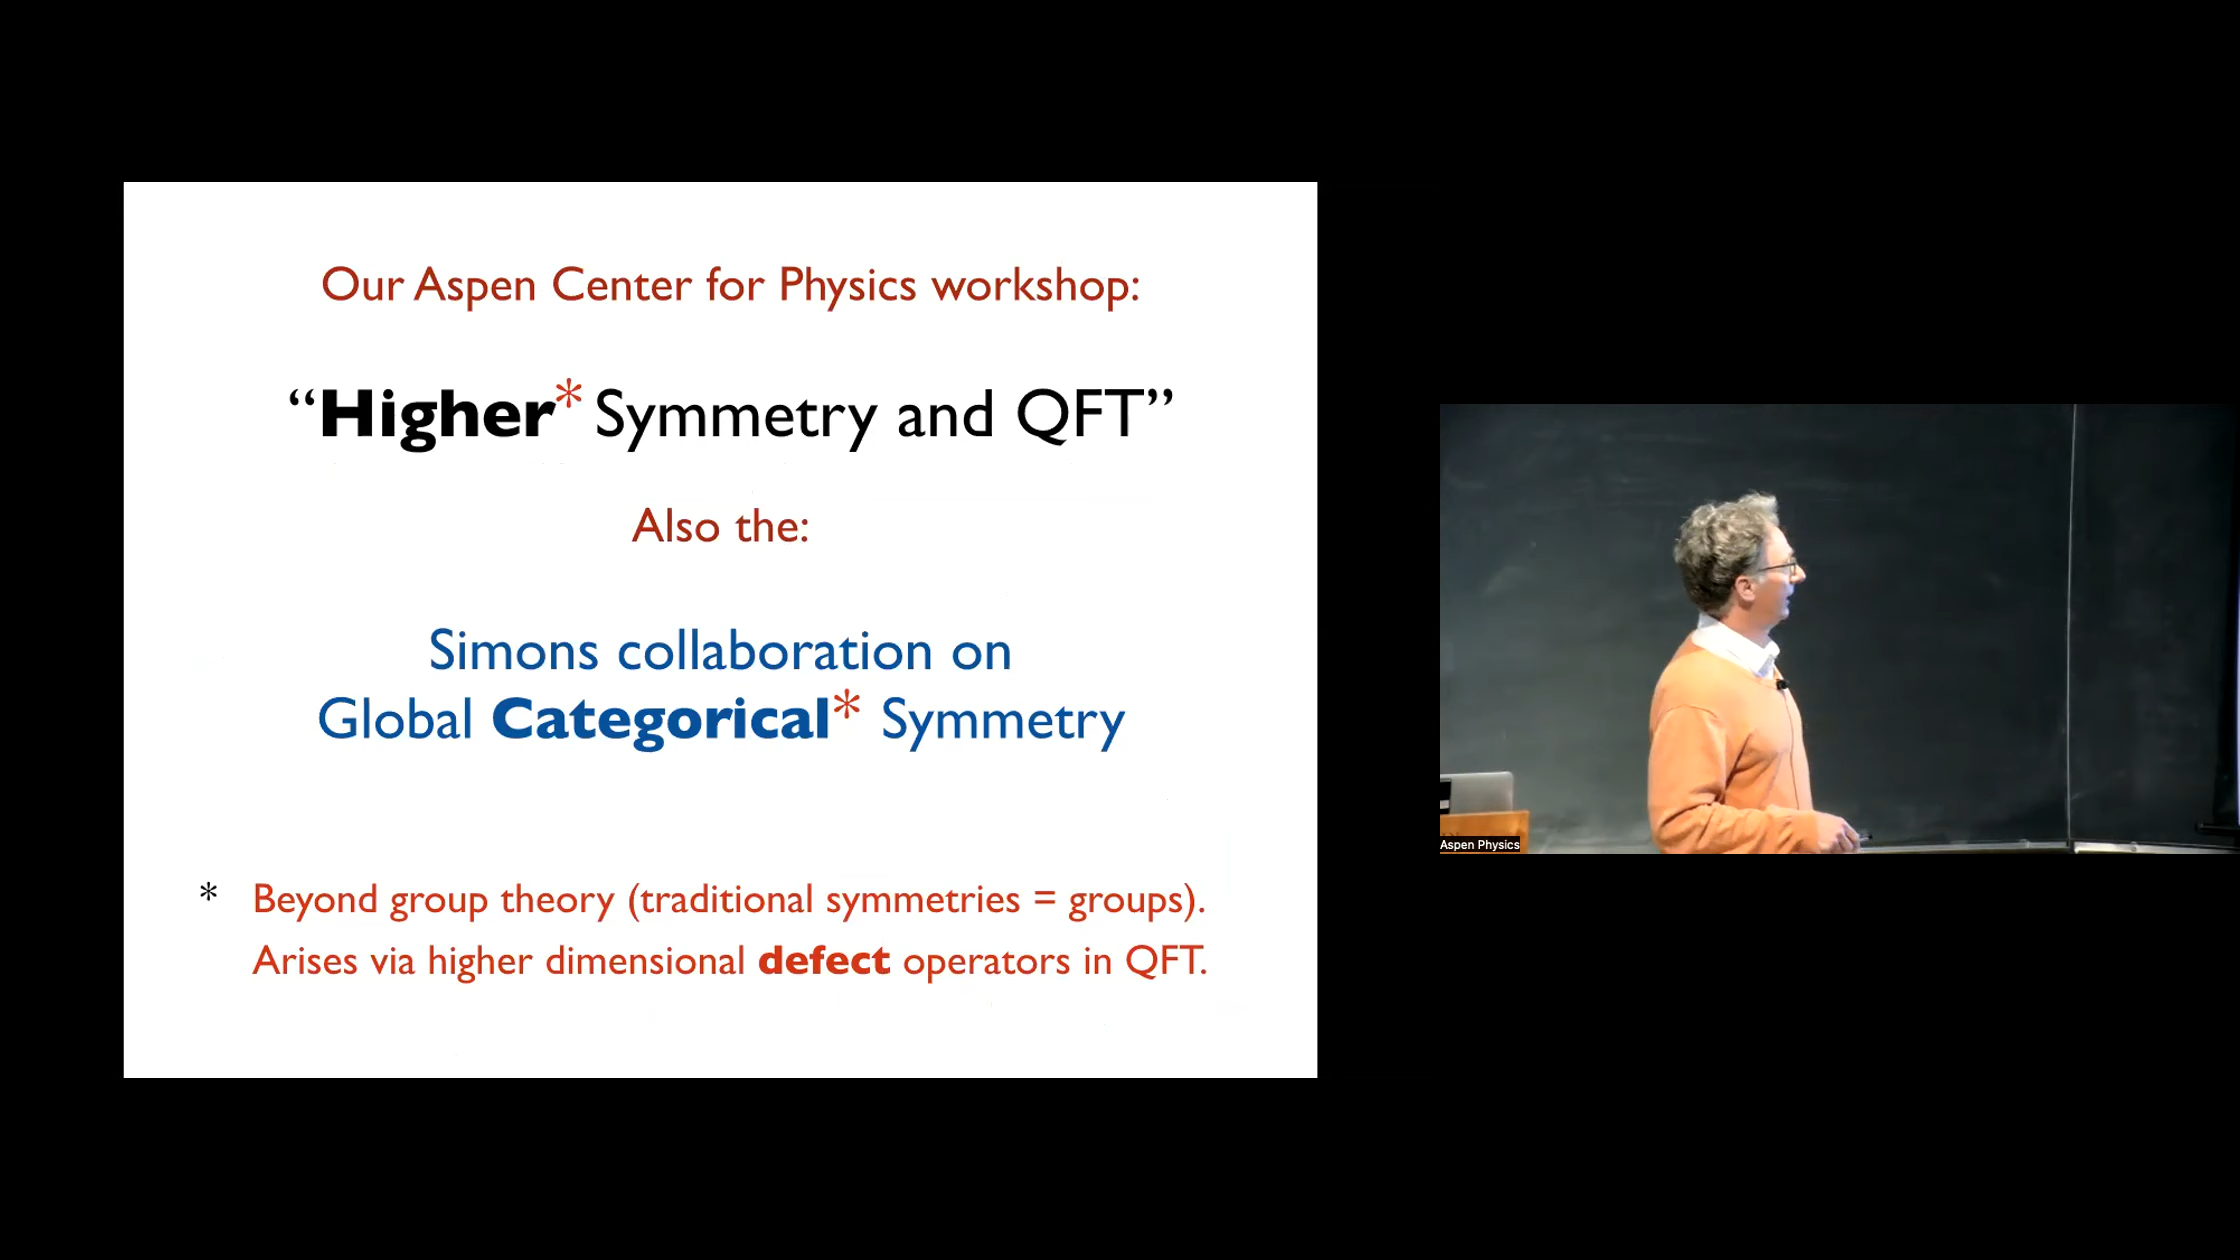 Our Aspen Center for Physics workshop:
“Higher* Symmetry and QFT”
Also the:
Simons collaboration on
Global Categorical* Symmetry
* Beyond group theory (traditional symmetries = groups).
Arises via higher dimensional defect operators in QFT.
Aspen Physics